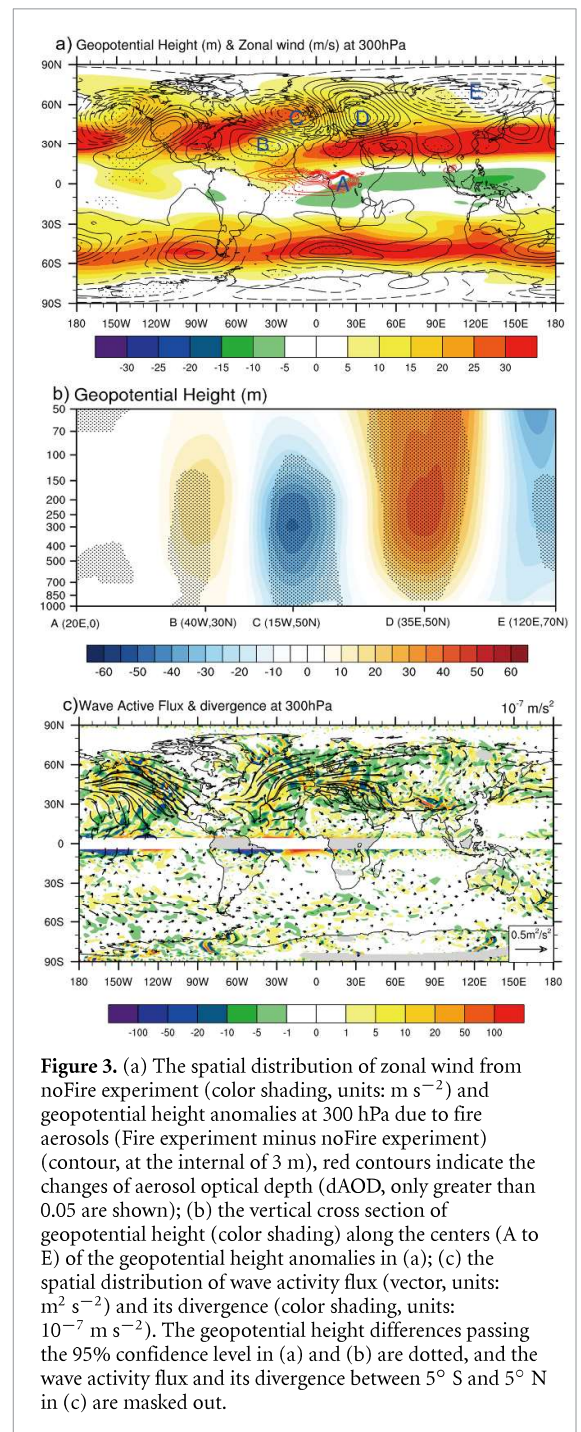 a) Geopotential Height (m) & Zonal wind (m/s) at 300hPa
90N
60N
30N
0
30S
60S
90S
A
B
C
D
E
180 150W 120W 90W 60W 30W 0 30E 60E 90E 120E 150E 180
-30 -25 -20 -15 -10 -5 0 5 10 15 20 25 30
b) Geopotential Height (m)
50
70
100
150
200
250
300
400
500
700
850
1000
A (20E,0) B (40W,30N) C (15W,50N) D (35E,50N) E (120E,70N)
-60 -50 -40 -30 -20 -10 0 10 20 30 40 50 60
c) Wave Active Flux & divergence at 300hPa 10-7 m/s2
90N
60N
30N
0
30S
60S
90S
0.5m2/s2
180 150W 120W 90W 60W 30W 0 30E 60E 90E 120E 150E 180
-100 -50 -20 -10 -5 -1 0 1 5 10 20 50 100
Figure 3. (a) The spatial distribution of zonal wind from
noFire experiment (color shading, units: m s−2) and
geopotential height anomalies at 300 hPa due to fire
aerosols (Fire experiment minus noFire experiment)
(contour, at the internal of 3 m), red contours indicate the
changes of aerosol optical depth (dAOD, only greater than
0.05 are shown); (b) the vertical cross section of
geopotential height (color shading) along the centers (A to
E) of the geopotential height anomalies in (a); (c) the
spatial distribution of wave activity flux (vector, units:
m2 s−2) and its divergence (color shading, units:
10−7 m s−2). The geopotential height differences passing
the 95% confidence level in (a) and (b) are dotted, and the
wave activity flux and its divergence between 5° S and 5° N
in (c) are masked out.